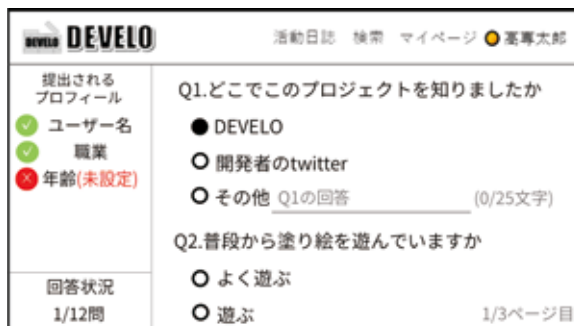 DEVELO DEVELO
活動日誌 検索 マイページ 高専太郎
提出される
プロフィール
ユーザー名
職業
年齢(未設定)
回答状況
1/12問
Q1.どこでこのプロジェクトを知りましたか
DEVELO
開発者のtwitter
その他 Q1の回答 (0/25文字)
Q2.普段から塗り絵を遊んでいますか
よく遊ぶ
遊ぶ
1/3ページ目